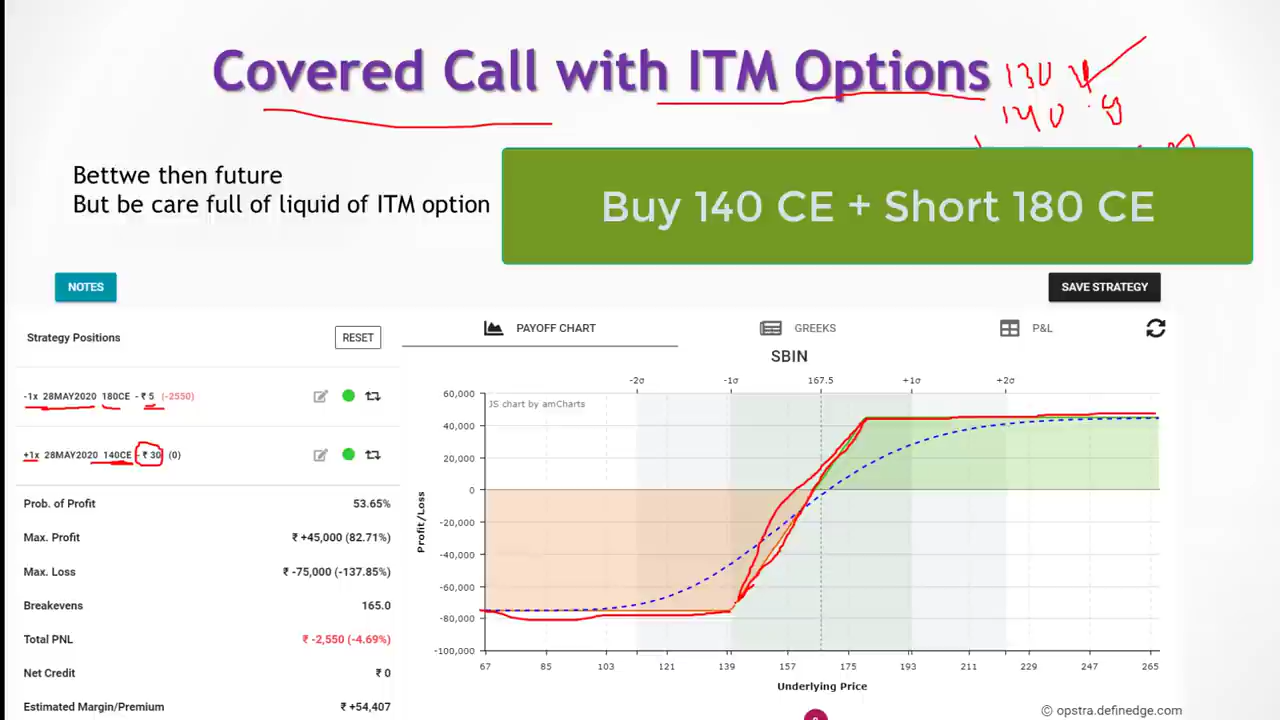 Covered Call with ITM Options
130
140
Bettwe then future
But be care full of liquid of ITM option
Buy 140 CE + Short 180 CE
NOTES
SAVE STRATEGY
Strategy Positions
RESET
PAYOFF CHART
GREEKS
P&L
SBIN
-1x 28MAY2020 180CE - ₹ 5 (-2550)
+1x 28MAY2020 140CE - ₹ 30 (0)
Prob. of Profit 53.65%
Max. Profit ₹ +45,000 (82.71%)
Max. Loss ₹ -75,000 (-137.85%)
Breakevens 165.0
Total PNL ₹ -2,550 (-4.69%)
Net Credit ₹ 0
Estimated Margin/Premium ₹ +54,407
-2σ -1σ 167.5 +1σ +2σ
JS chart by amCharts
60,000
40,000
20,000
0
-20,000
-40,000
-60,000
-80,000
-100,000
Profit/Loss
67 85 103 121 139 157 175 193 211 229 247 265
Underlying Price
© opstra.definedge.com